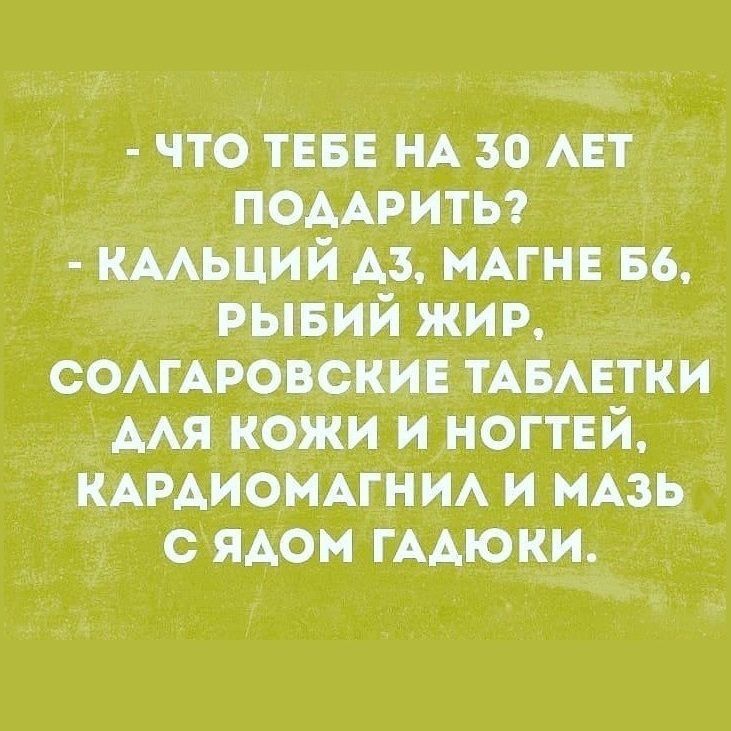 - ЧТО ТЕБЕ НА 30 ЛЕТ
ПОДАРИТЬ?
- КАЛЬЦИЙ Д3, МАГНЕ Б6,
РЫБИЙ ЖИР,
СОЛГАРОВСКИЕ ТАБЛЕТКИ
ДЛЯ КОЖИ И НОГТЕЙ,
КАРДИОМАГНИЛ И МАЗЬ
С ЯДОМ ГАДЮКИ.